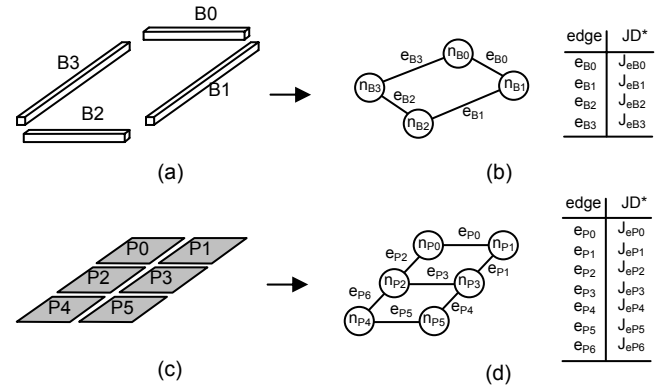 B0
B3
B1
B2
(a)
e_B3
n_B0
e_B0
n_B3
n_B1
e_B2
e_B1
n_B2
(b)
edge JD*
e_B0 J_eB0
e_B1 J_eB1
e_B2 J_eB2
e_B3 J_eB3
P0 P1
P2 P3
P4 P5
(c)
e_P0
n_P0 n_P1
e_P2 e_P1
e_P3
n_P2 n_P3
e_P6 e_P4
e_P5
n_P4 n_P5
(d)
edge JD*
e_P0 J_eP0
e_P1 J_eP1
e_P2 J_eP2
e_P3 J_eP3
e_P4 J_eP4
e_P5 J_eP5
e_P6 J_eP6